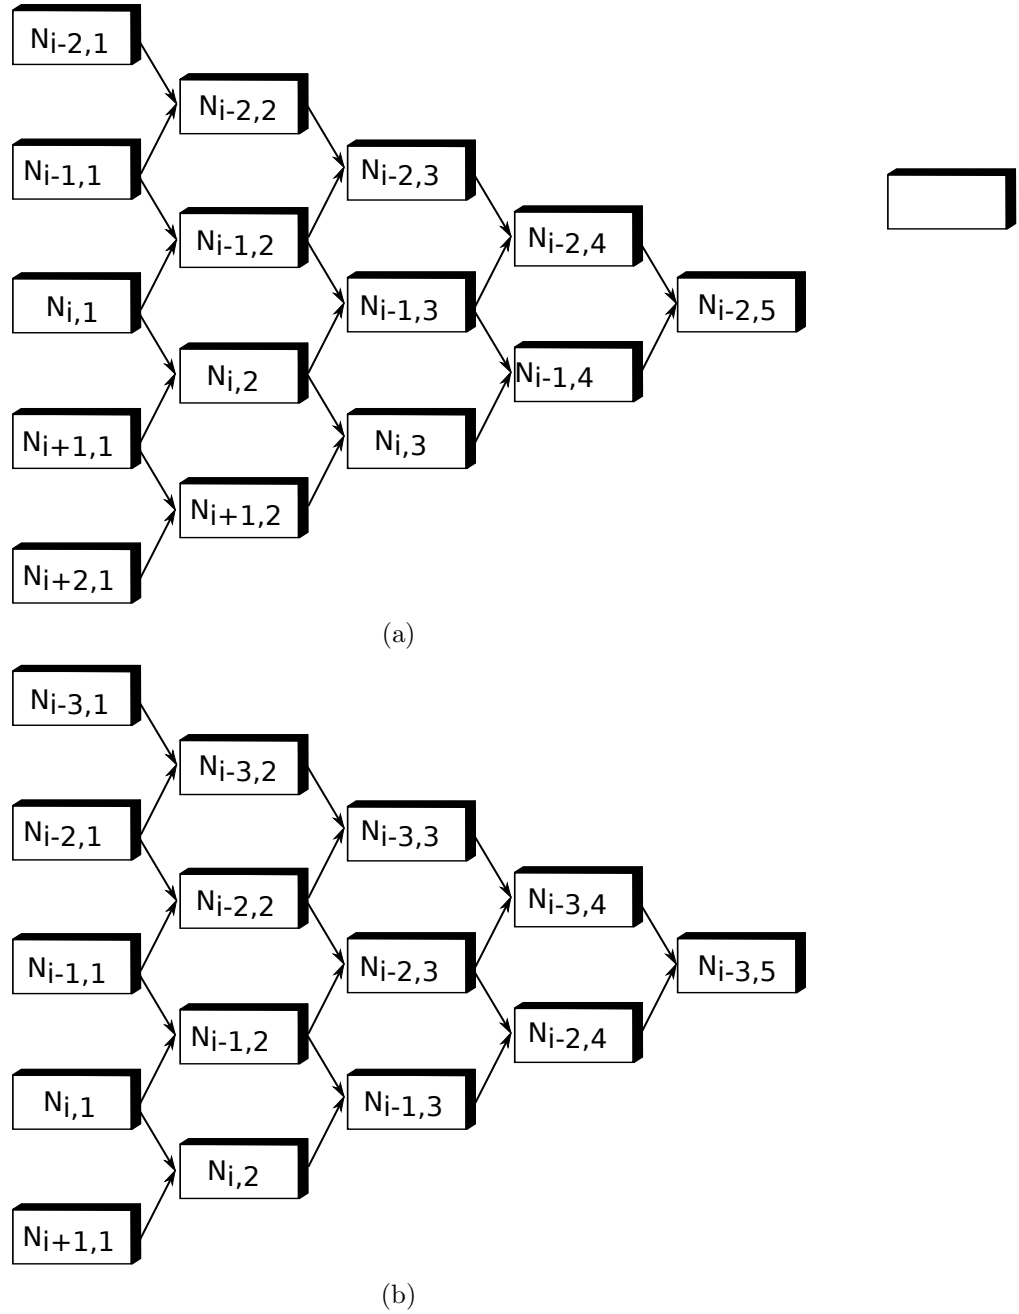 N_{i-2,1}
N_{i-2,2}
N_{i-1,1}
N_{i-2,3}
N_{i-1,2}
N_{i-2,4}
N_{i,1}
N_{i-1,3}
N_{i-2,5}
N_{i,2}
N_{i-1,4}
N_{i+1,1}
N_{i,3}
N_{i+1,2}
N_{i+2,1}
(a)
N_{i-3,1}
N_{i-3,2}
N_{i-2,1}
N_{i-3,3}
N_{i-2,2}
N_{i-3,4}
N_{i-1,1}
N_{i-2,3}
N_{i-3,5}
N_{i-1,2}
N_{i-2,4}
N_{i,1}
N_{i-1,3}
N_{i,2}
N_{i+1,1}
(b)